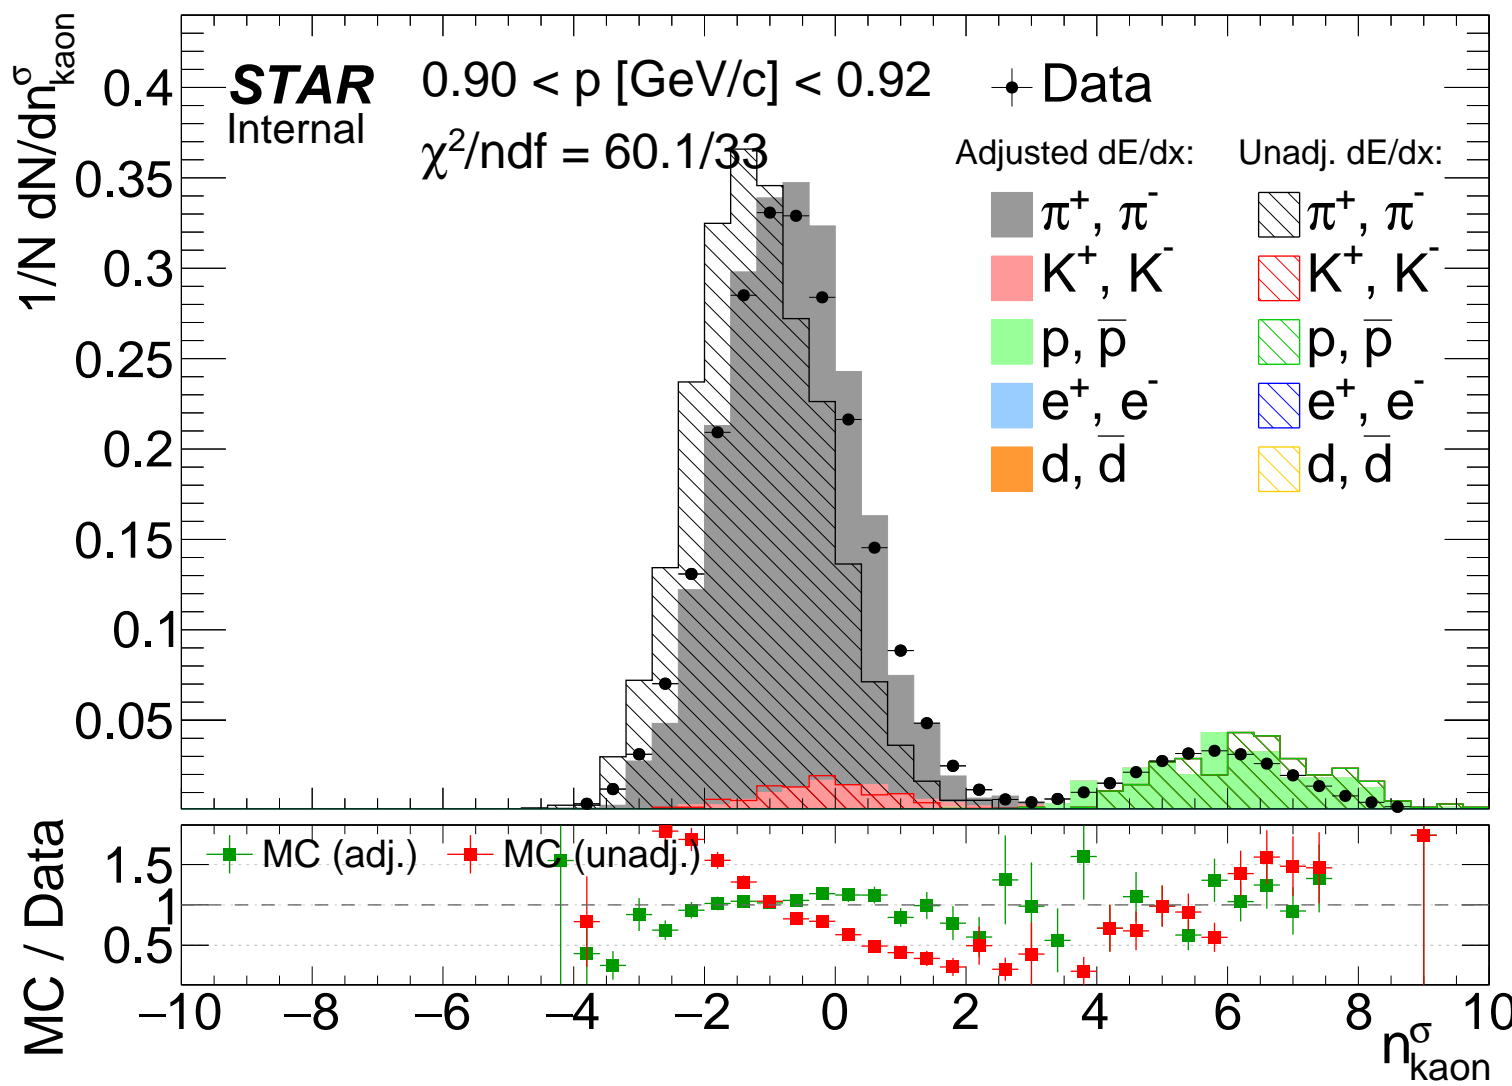 1/N dN/dn^σ_kaon
STAR
Internal
0.90 < p [GeV/c] < 0.92
χ²/ndf = 60.1/33
Data
Adjusted dE/dx: Unadj. dE/dx:
π⁺, π⁻ π⁺, π⁻
K⁺, K⁻ K⁺, K⁻
p, p̅ p, p̅
e⁺, e⁻ e⁺, e⁻
d, d̅ d, d̅
0.4
0.35
0.3
0.25
0.2
0.15
0.1
0.05
MC / Data
MC (adj.) MC (unadj.)
1.5
1
0.5
−10 −8 −6 −4 −2 0 2 4 6 8 10
n^σ_kaon